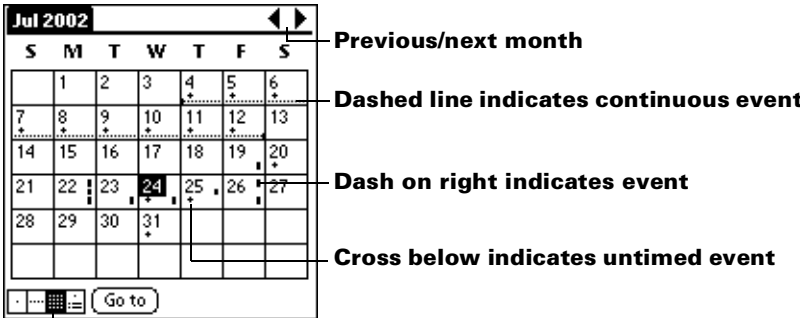 Jul 2002
Previous/next month
S M T W T F S
1 2 3 4 5 6
Dashed line indicates continuous event
7 8 9 10 11 12 13
14 15 16 17 18 19 20
21 22 23 24 25 26 27
Dash on right indicates event
28 29 30 31
Cross below indicates untimed event
Go to